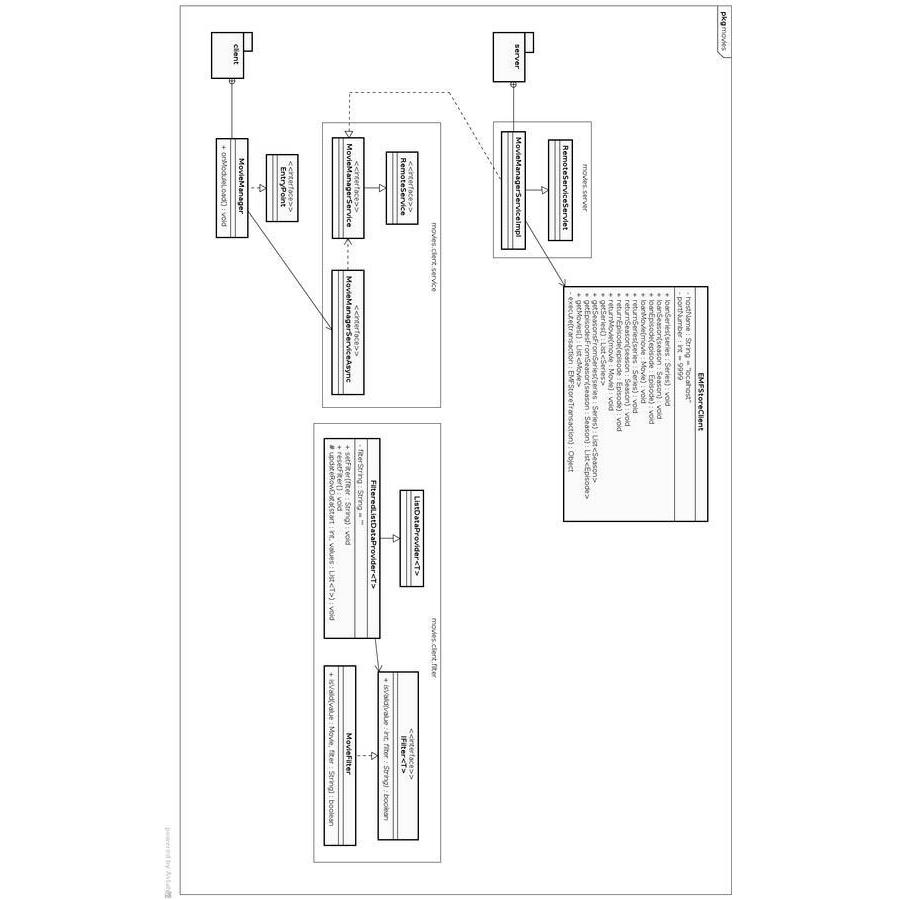 pkg movies
server
movies.server
RemoteServiceServlet
MovieManagerServiceImpl
EMFStoreClient
- hostName : String = "localhost"
- portNumber : int = 9999
+ loanSeries(series : Series) : void
+ loanSeason(season : Season) : void
+ loanEpisode(episode : Episode) : void
+ loanMovie(movie : Movie) : void
+ returnSeries(series : Series) : void
+ returnSeason(season : Season) : void
+ returnEpisode(episode : Episode) : void
+ returnMovie(movie : Movie) : void
+ getSeries() : List<Series>
+ getSeasonsFromSeries(series : Series) : List<Season>
+ getEpisodesFromSeason(season : Season) : List<Episode>
+ getMovies() : List<Movie>
- execute(transaction : EMFStoreTransaction) : Object
movies.client.service
<<interface>>
RemoteService
<<interface>>
MovieManagerService
<<interface>>
MovieManagerServiceAsync
movies.client.filter
ListDataProvider<T>
<<interface>>
IFilter<T>
+ isValid(value : int, filter : String) : boolean
FilteredListDataProvider<T>
- filterString : String = ""
+ setFilter(filter : String) : void
+ resetFilter() : void
# updateRowData(start : int, values : List<T>) : void
MovieFilter
+ isValid(value : Movie, filter : String) : boolean
client
<<interface>>
EntryPoint
MovieManager
+ onModuleLoad() : void
powered by Astah